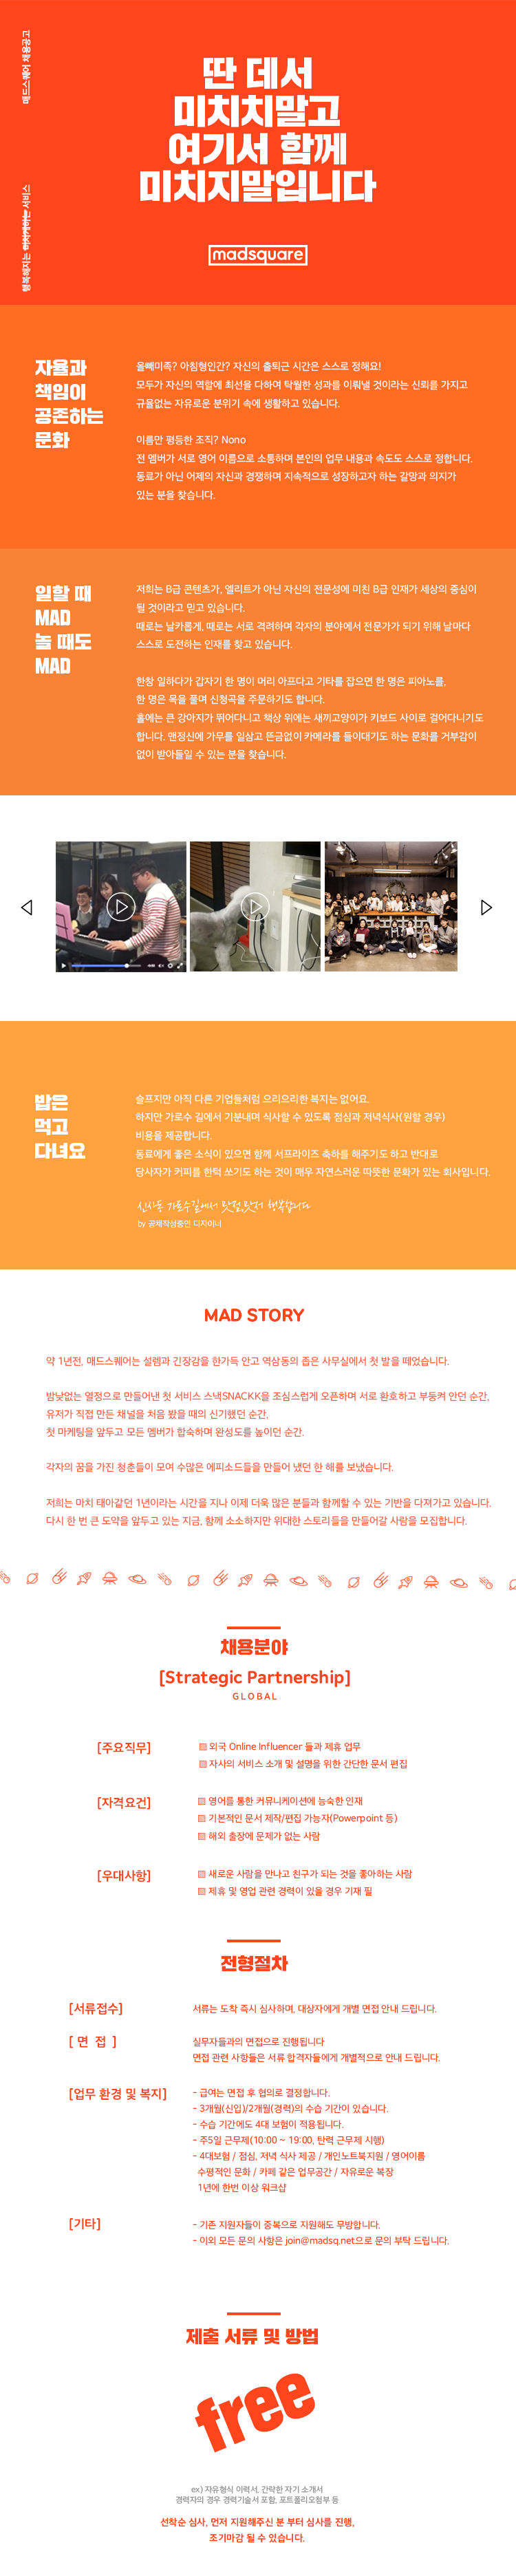 매드스퀘어 채용공고
행복해지는 미치게하는 서비스
딴 데서
미치치말고
여기서 함께
미치지말입니다
madsquare
자율과
책임이
공존하는
문화
올빼미족? 아침형인간? 자신의 출퇴근 시간은 스스로 정해요!
모두가 자신의 역할에 최선을 다하여 탁월한 성과를 이뤄낼 것이라는 신뢰를 가지고
규율없는 자유로운 분위기 속에 생활하고 있습니다.
이름만 평등한 조직? Nono
전 멤버가 서로 영어 이름으로 소통하며 본인의 업무 내용과 속도도 스스로 정합니다.
동료가 아닌 어제의 자신과 경쟁하며 지속적으로 성장하고자 하는 갈망과 의지가
있는 분을 찾습니다.
일할 때
MAD
놀 때도
MAD
저희는 B급 콘텐츠가, 엘리트가 아닌 자신의 전문성에 미친 B급 인재가 세상의 중심이
될 것이라고 믿고 있습니다.
때로는 날카롭게, 때로는 서로 격려하며 각자의 분야에서 전문가가 되기 위해 날마다
스스로 도전하는 인재를 찾고 있습니다.
한창 일하다가 갑자기 한 명이 머리 아프다고 기타를 잡으면 한 명은 피아노를,
한 명은 목을 풀며 신청곡을 주문하기도 합니다.
홀에는 큰 강아지가 뛰어다니고 책상 위에는 새끼고양이가 키보드 사이로 걸어다니기도
합니다. 맨정신에 가무를 일삼고 뜬금없이 카메라를 들이대기도 하는 문화를 거부감이
없이 받아들일 수 있는 분을 찾습니다.
밥은
먹고
다녀요
슬프지만 아직 다른 기업들처럼 으리으리한 복지는 없어요.
하지만 가로수 길에서 기분내며 식사할 수 있도록 점심과 저녁식사(원할 경우)
비용을 제공합니다.
동료에게 좋은 소식이 있으면 함께 서프라이즈 축하를 해주기도 하고 반대로
당사자가 커피를 한턱 쏘기도 하는 것이 매우 자연스러운 따뜻한 문화가 있는 회사입니다.
신사동 가로수길에서 맛점,맛저 행복합니다
by 공채작성중인 디자이너
MAD STORY
약 1년전, 매드스퀘어는 설렘과 긴장감을 한가득 안고 역삼동의 좁은 사무실에서 첫 발을 떼었습니다.
밤낮없는 열정으로 만들어낸 첫 서비스 스낵SNACKK을 조심스럽게 오픈하며 서로 환호하고 부둥켜 안던 순간,
유저가 직접 만든 채널을 처음 봤을 때의 신기했던 순간,
첫 마케팅을 앞두고 모든 멤버가 합숙하며 완성도를 높이던 순간.
각자의 꿈을 가진 청춘들이 모여 수많은 에피소드들을 만들어 냈던 한 해를 보냈습니다.
저희는 마치 태아같던 1년이라는 시간을 지나 이제 더욱 많은 분들과 함께할 수 있는 기반을 다져가고 있습니다.
다시 한 번 큰 도약을 앞두고 있는 지금, 함께 소소하지만 위대한 스토리들을 만들어갈 사람을 모집합니다.
채용분야
[Strategic Partnership]
GLOBAL
[주요직무]
▨ 외국 Online Influencer 들과 제휴 업무
▨ 자사의 서비스 소개 및 설명을 위한 간단한 문서 편집
[자격요건]
▨ 영어를 통한 커뮤니케이션에 능숙한 인재
▨ 기본적인 문서 제작/편집 가능자(Powerpoint 등)
▨ 해외 출장에 문제가 없는 사람
[우대사항]
▨ 새로운 사람을 만나고 친구가 되는 것을 좋아하는 사람
▨ 제휴 및 영업 관련 경력이 있을 경우 기재 필
전형절차
[서류접수]
서류는 도착 즉시 심사하며, 대상자에게 개별 면접 안내 드립니다.
[ 면 접 ]
실무자들과의 면접으로 진행됩니다
면접 관련 사항들은 서류 합격자들에게 개별적으로 안내 드립니다.
[업무 환경 및 복지]
- 급여는 면접 후 협의로 결정합니다.
- 3개월(신입)/2개월(경력)의 수습 기간이 있습니다.
- 수습 기간에도 4대 보험이 적용됩니다.
- 주5일 근무제(10:00 ~ 19:00, 탄력 근무제 시행)
- 4대보험 / 점심, 저녁 식사 제공 / 개인노트북지원 / 영어이름
수평적인 문화 / 카페 같은 업무공간 / 자유로운 복장
1년에 한번 이상 워크샵
[기타]
- 기존 지원자들이 중복으로 지원해도 무방합니다.
- 이외 모든 문의 사항은 join@madsq.net으로 문의 부탁 드립니다.
제출 서류 및 방법
free
ex) 자유형식 이력서, 간략한 자기 소개서
경력자의 경우 경력기술서 포함, 포트폴리오첨부 등
선착순 심사, 먼저 지원해주신 분 부터 심사를 진행,
조기마감 될 수 있습니다.